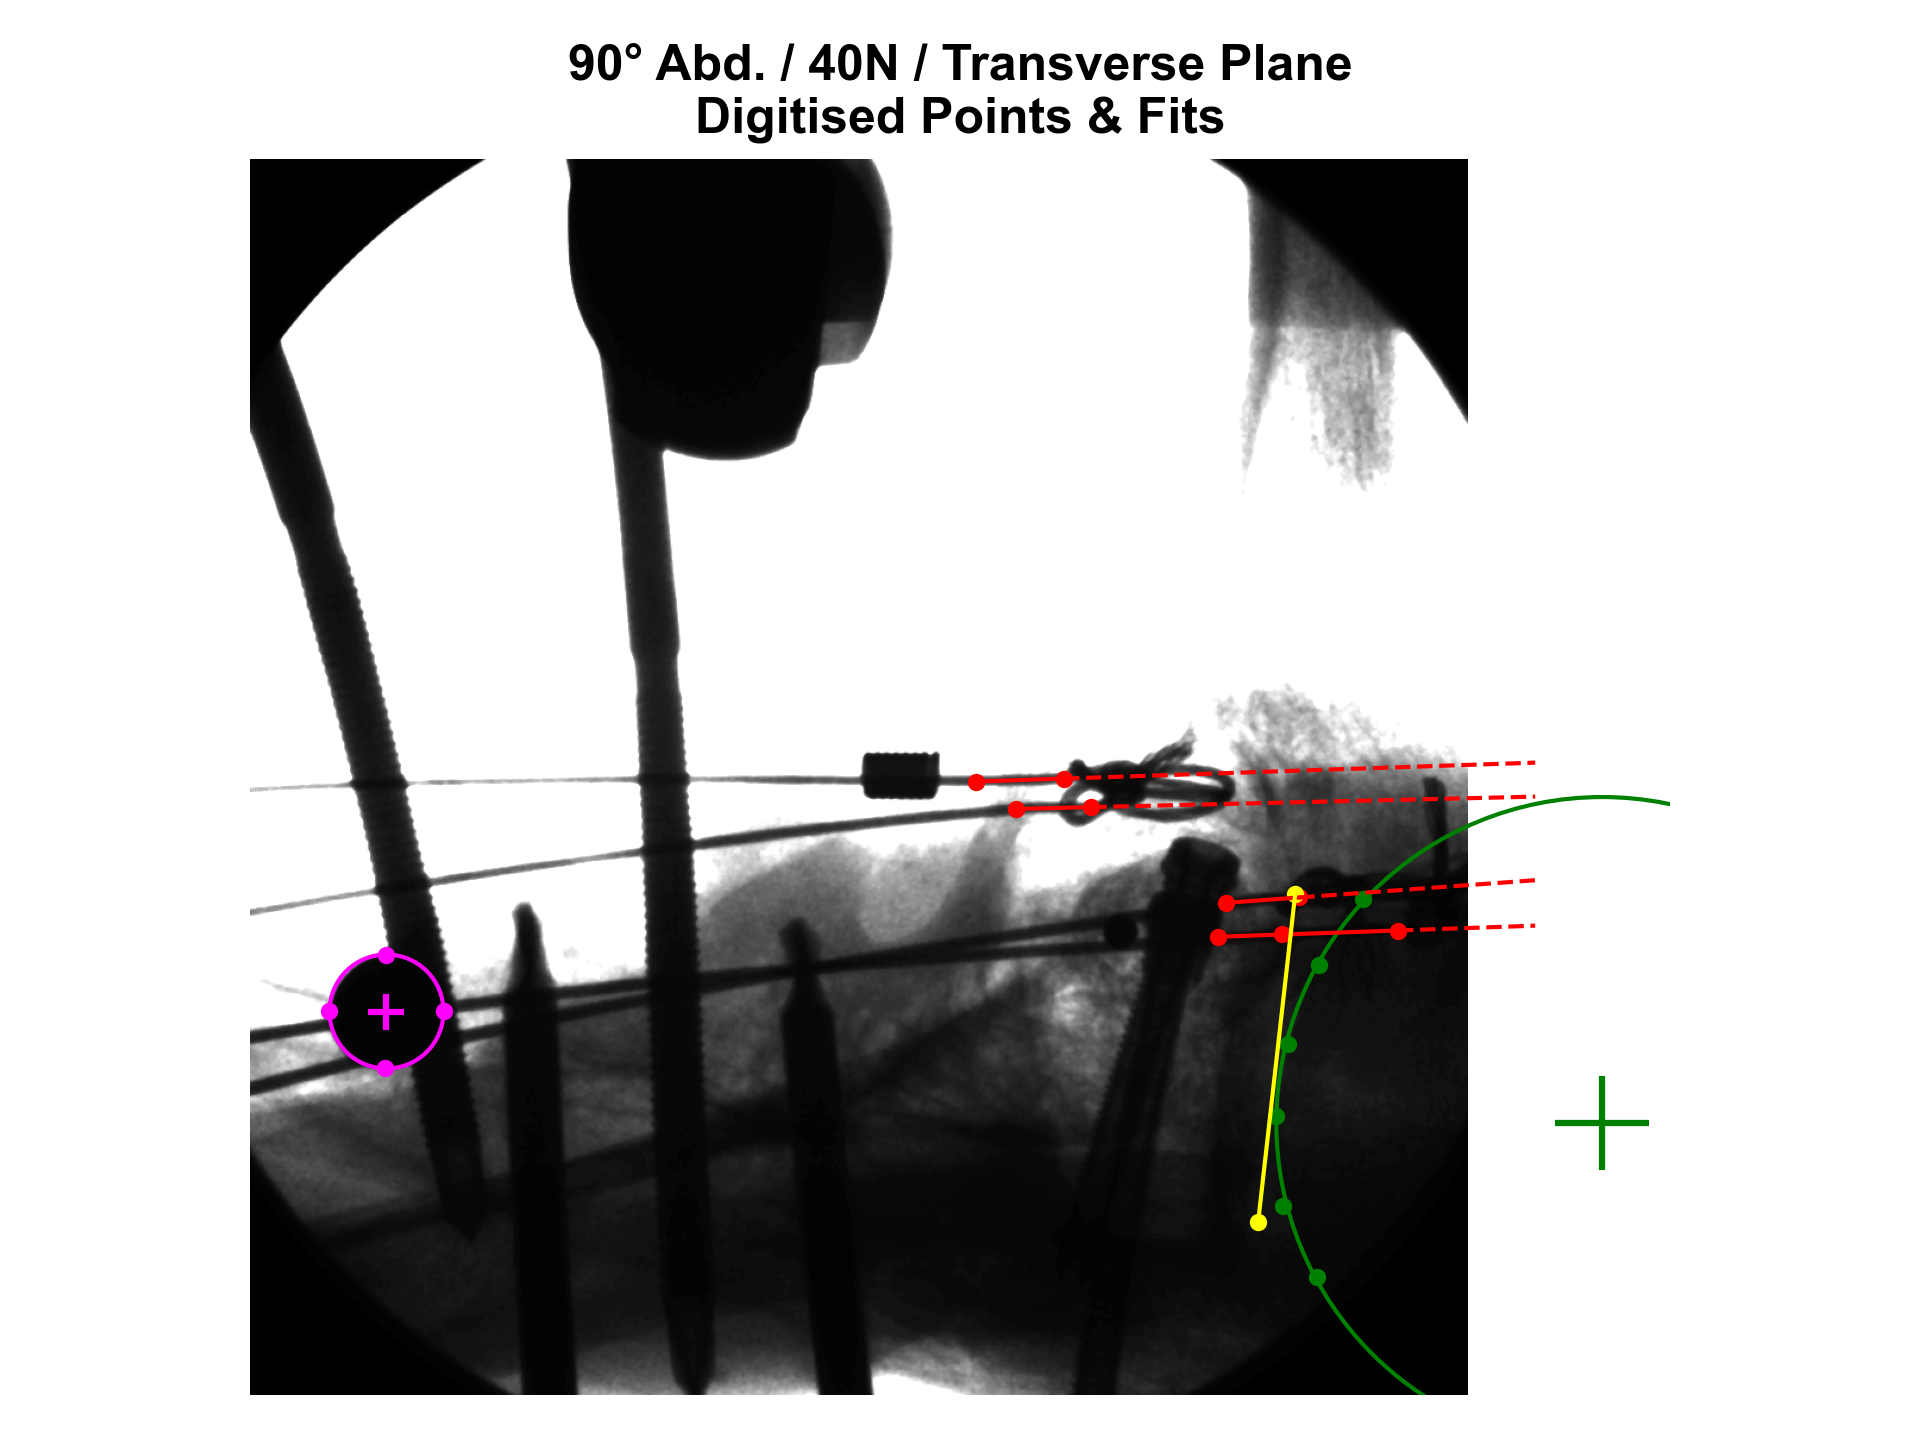 90° Abd. / 40N / Transverse Plane
Digitised Points & Fits